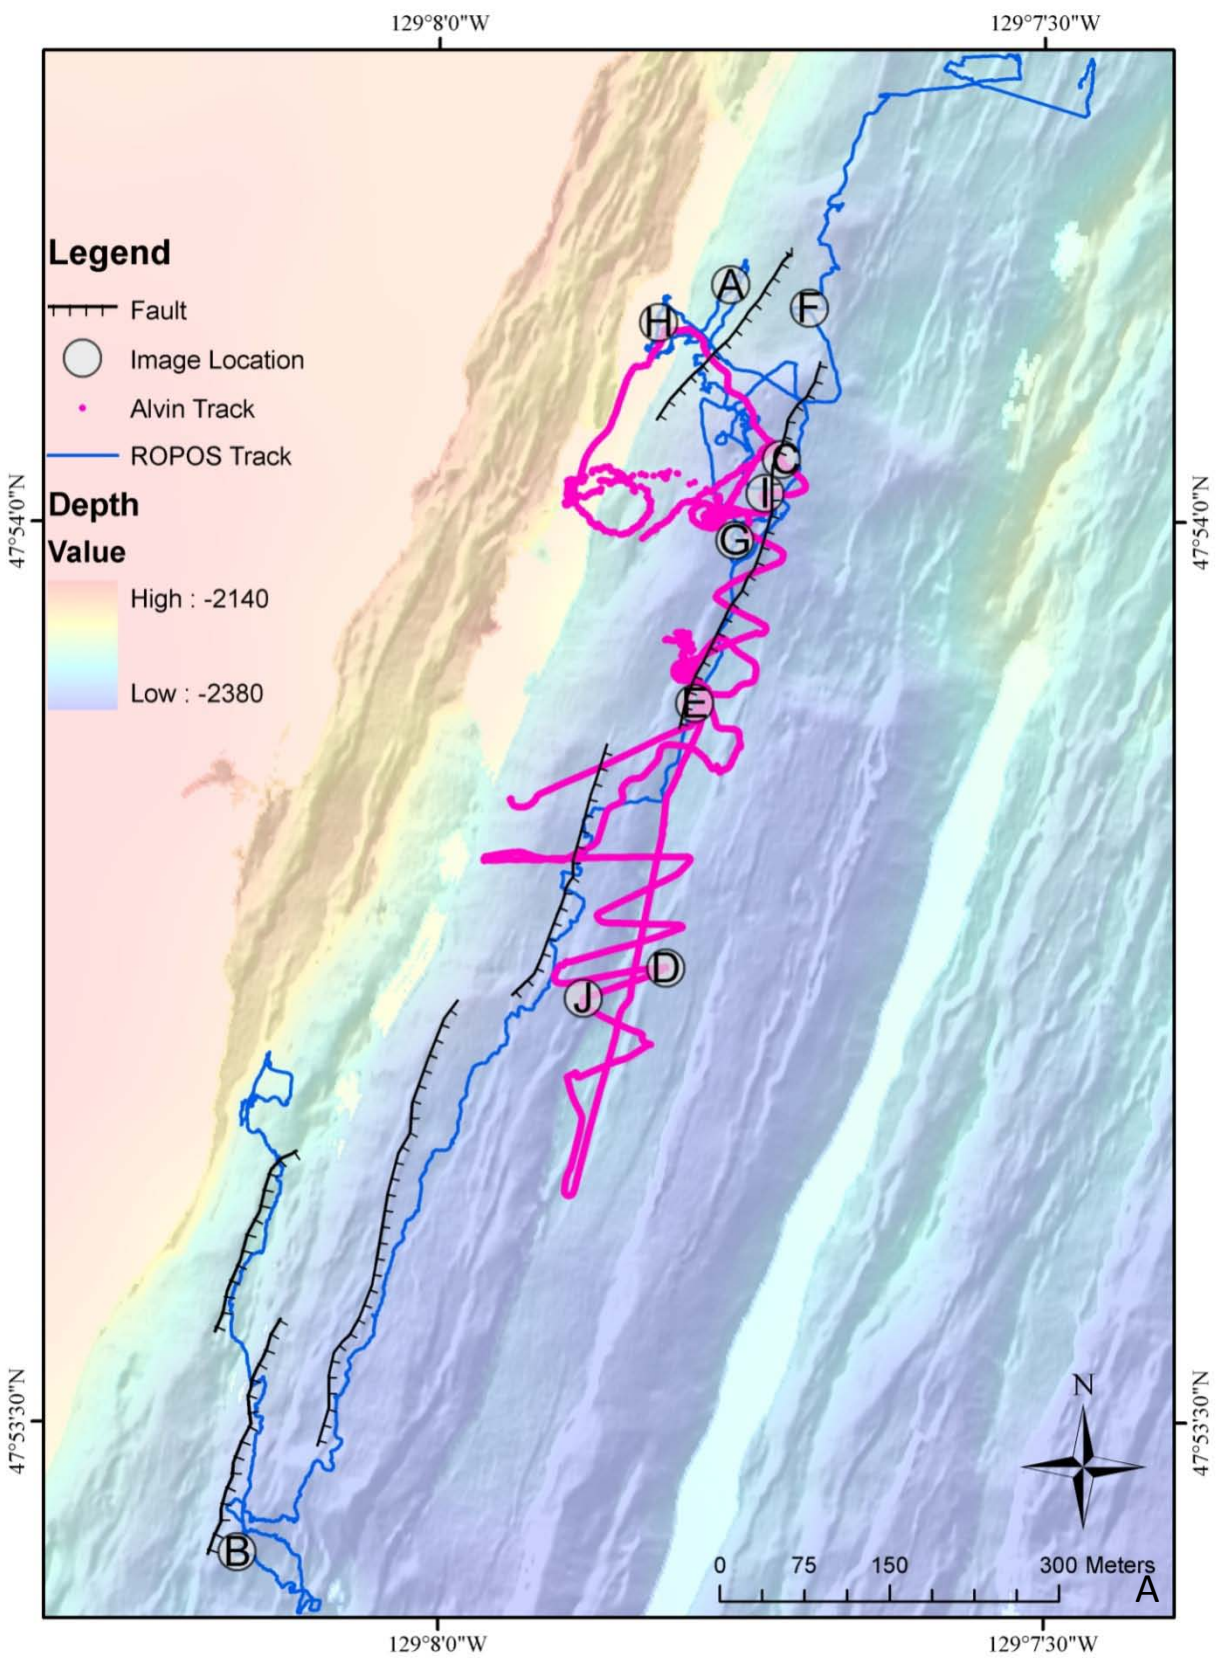 129°8'0"W 129°7'30"W
Legend
Fault
Image Location
Alvin Track
ROPOS Track
Depth
Value
High : -2140
Low : -2380
A
H
F
C
I
G
E
D
J
B
47°54'0"N
47°54'0"N
47°53'30"N
47°53'30"N
N
0 75 150 300 Meters
A
129°8'0"W 129°7'30"W